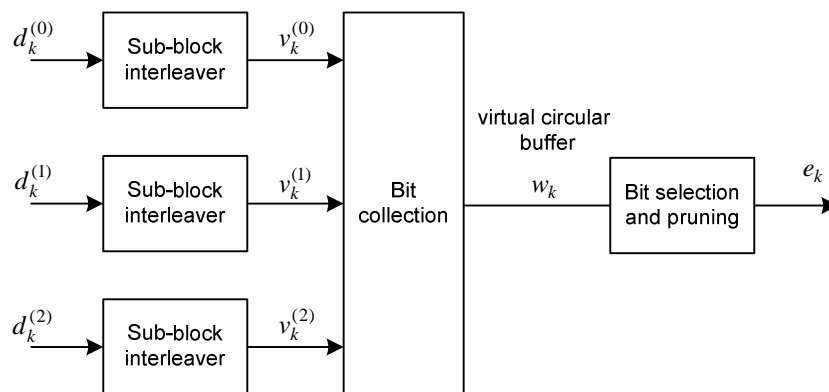 d_k^{(0)}
Sub-block
interleaver
v_k^{(0)}
d_k^{(1)}
Sub-block
interleaver
v_k^{(1)}
d_k^{(2)}
Sub-block
interleaver
v_k^{(2)}
Bit
collection
virtual circular
buffer
w_k
Bit selection
and pruning
e_k